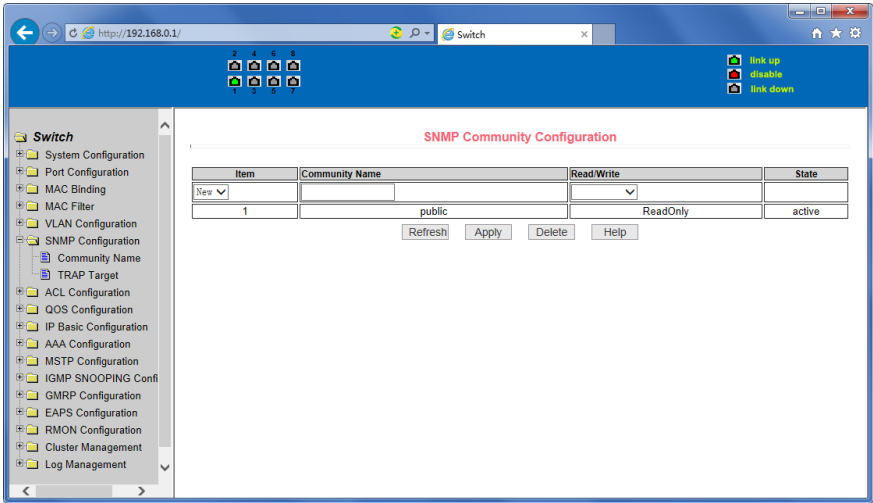 http://192.168.0.1/
Switch
2 4 6 8
1 3 5 7
link up
disable
link down
Switch
System Configuration
Port Configuration
MAC Binding
MAC Filter
VLAN Configuration
SNMP Configuration
Community Name
TRAP Target
ACL Configuration
QOS Configuration
IP Basic Configuration
AAA Configuration
MSTP Configuration
IGMP SNOOPING Confi
GMRP Configuration
EAPS Configuration
RMON Configuration
Cluster Management
Log Management
SNMP Community Configuration
Item Community Name Read/Write State
New
1 public ReadOnly active
Refresh Apply Delete Help